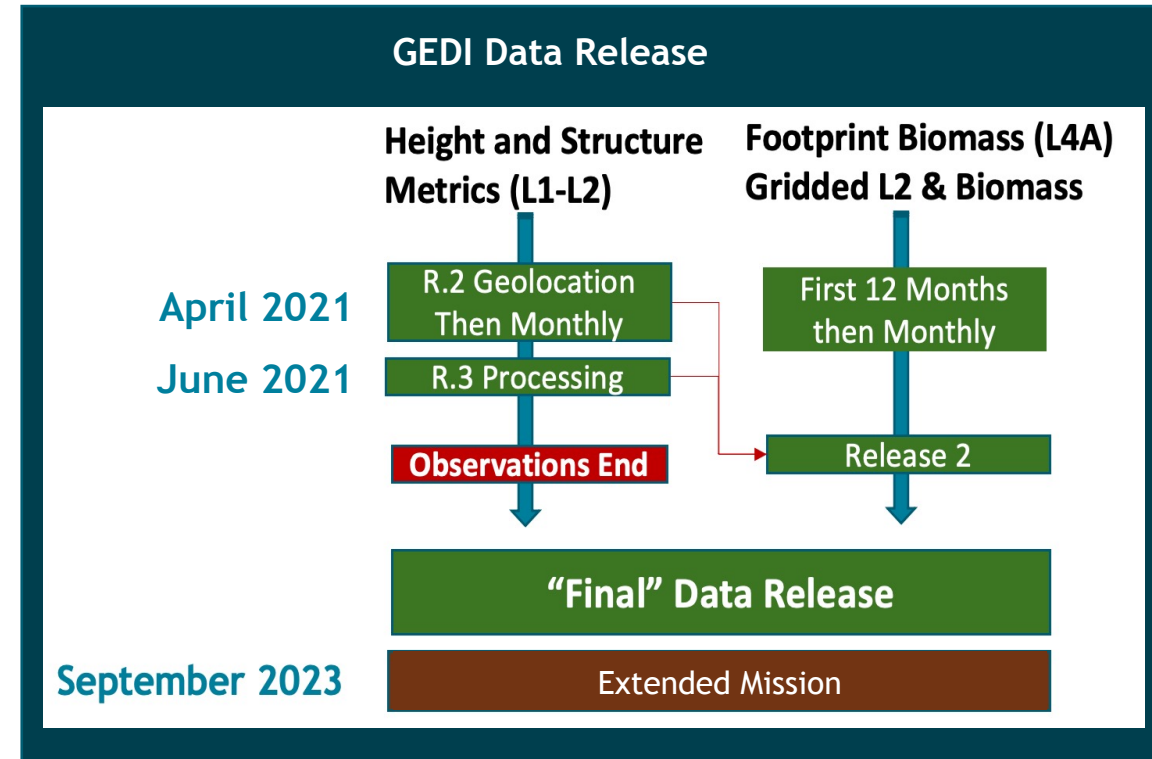 GEDI Data Release
Height and Structure
Metrics (L1-L2)
Footprint Biomass (L4A)
Gridded L2 & Biomass
April 2021
R.2 Geolocation
Then Monthly
First 12 Months
then Monthly
June 2021
R.3 Processing
Observations End
Release 2
“Final” Data Release
September 2023
Extended Mission